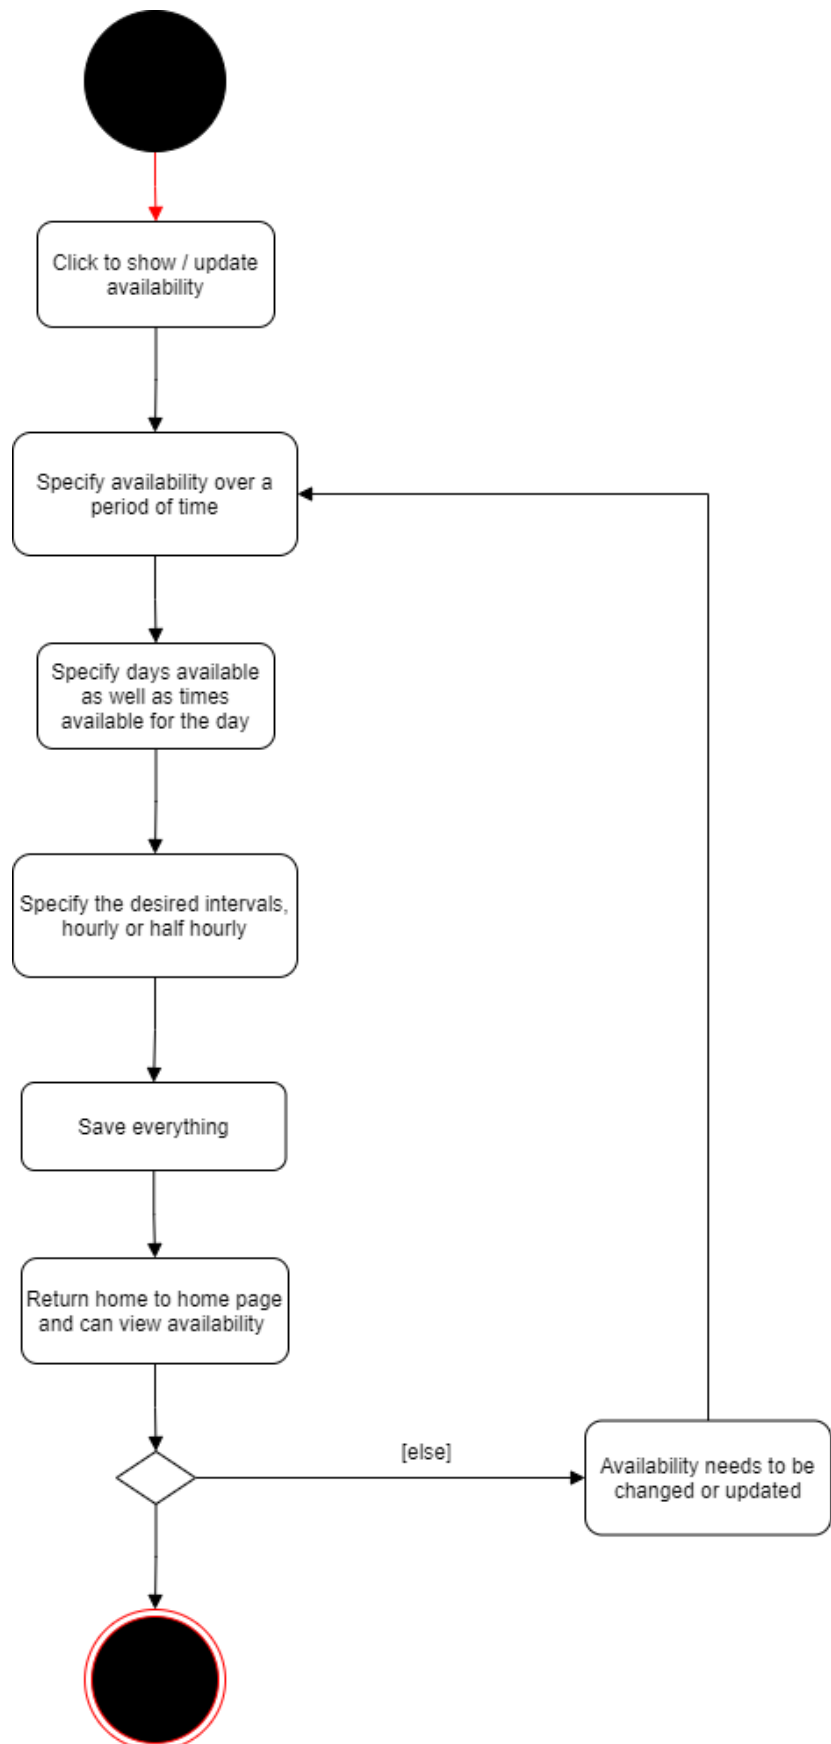 Click to show / update
availability
Specify availability over a
period of time
Specify days available
as well as times
available for the day
Specify the desired intervals,
hourly or half hourly
Save everything
Return home to home page
and can view availability
[else]
Availability needs to be
changed or updated